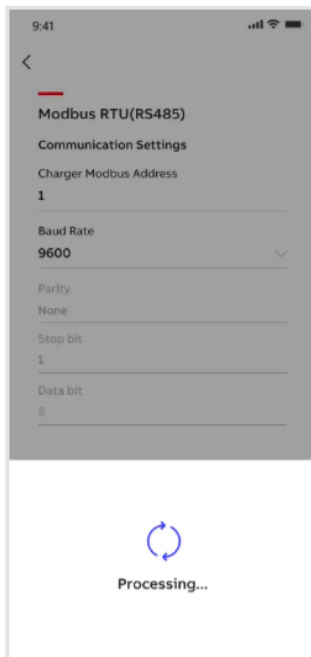 9:41
Modbus RTU(RS485)
Communication Settings
Charger Modbus Address
1
Baud Rate
9600
Parity
None
Stop bit
1
Data bit
8
Processing...